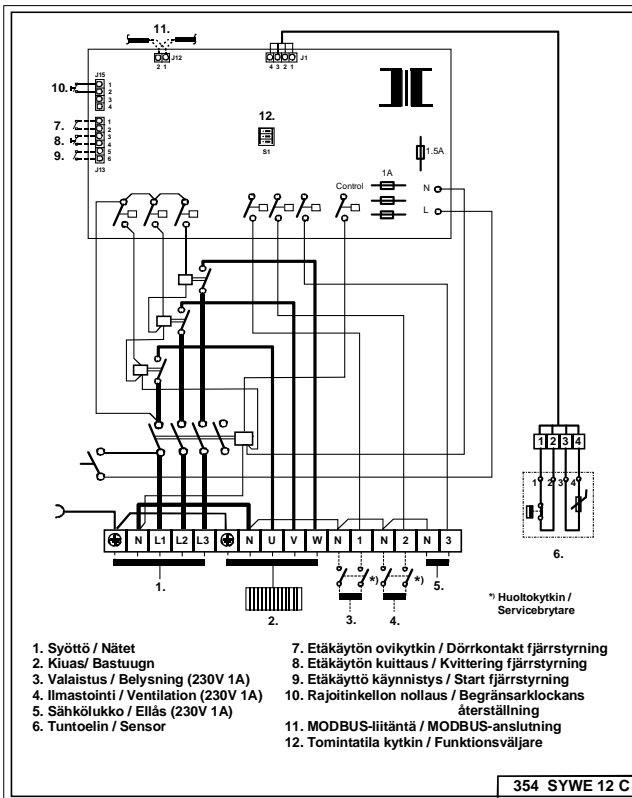 11.
2 1 J12
4 3 2 1 J1
J15
10.
1
2
3
4
7.
8.
9.
1
2
3
4
5
6
J13
12.
S1
1.5A
1A
Control
N
L
1 2 3 4
1 2 3 4
6.
N L1 L2 L3 N U V W N 1 N 2 N 3
*) *)
1. 2. 3. 4. 5.
*) Huoltokytkin /
Servicebrytare
1. Syöttö / Nätet
2. Kiuas/ Bastuugn
3. Valaistus / Belysning (230V 1A)
4. Ilmastointi / Ventilation (230V 1A)
5. Sähkölukko / Ellås (230V 1A)
6. Tuntoelin / Sensor
7. Etäkäytön ovikytkin / Dörrkontakt fjärrstyrning
8. Etäkäytön kuittaus / Kvittering fjärrstyrning
9. Etäkäyttö käynnistys / Start fjärrstyrning
10. Rajoitinkellon nollaus / Begränsarklockans
återställning
11. MODBUS-liitäntä / MODBUS-anslutning
12. Tomintatila kytkin / Funktionsväljare
354 SYWE 12 C